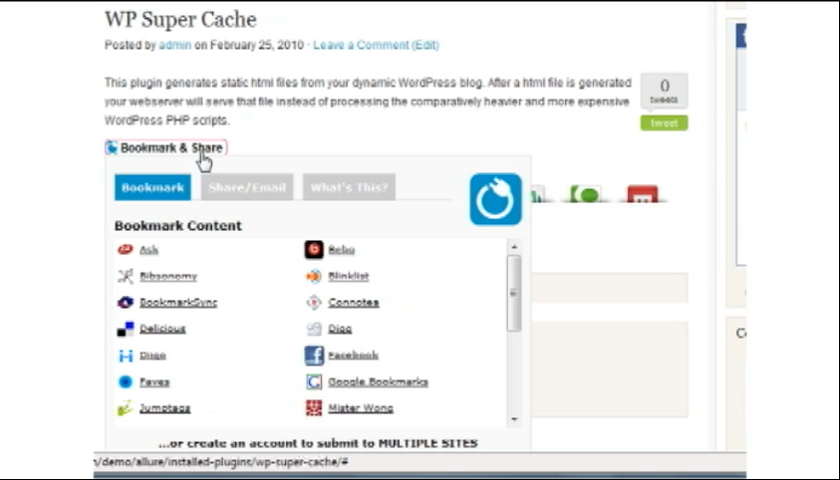 WP Super Cache
Posted by admin on February 25, 2010 · Leave a Comment (Edit)
This plugin generates static html files from your dynamic WordPress blog. After a html file is generated
your webserver will serve that file instead of processing the comparatively heavier and more expensive
WordPress PHP scripts.
0
tweets
tweet
Bookmark & Share
Bookmark Share/Email What's This?
Bookmark Content
Ask Bebo
Bibsonomy Blinklist
BookmarkSync Connotea
Delicious Digg
Diigo Facebook
Faves Google Bookmarks
Jumptags Mister Wong
...or create an account to submit to MULTIPLE SITES
/demo/allure/installed-plugins/wp-super-cache/#